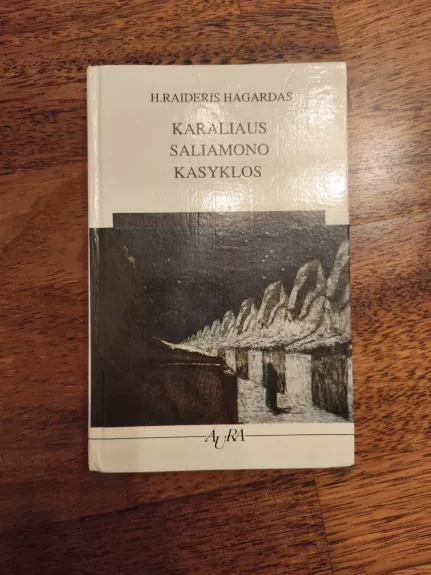 H.RAIDERIS HAGARDAS
KARALIAUS
SALIAMONO
KASYKLOS
AURA